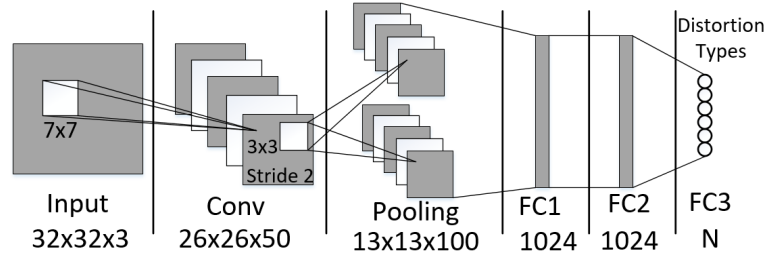 Distortion
Types
7x7
3x3
Stride 2
Input
32x32x3
Conv
26x26x50
Pooling
13x13x100
FC1
1024
FC2
1024
FC3
N